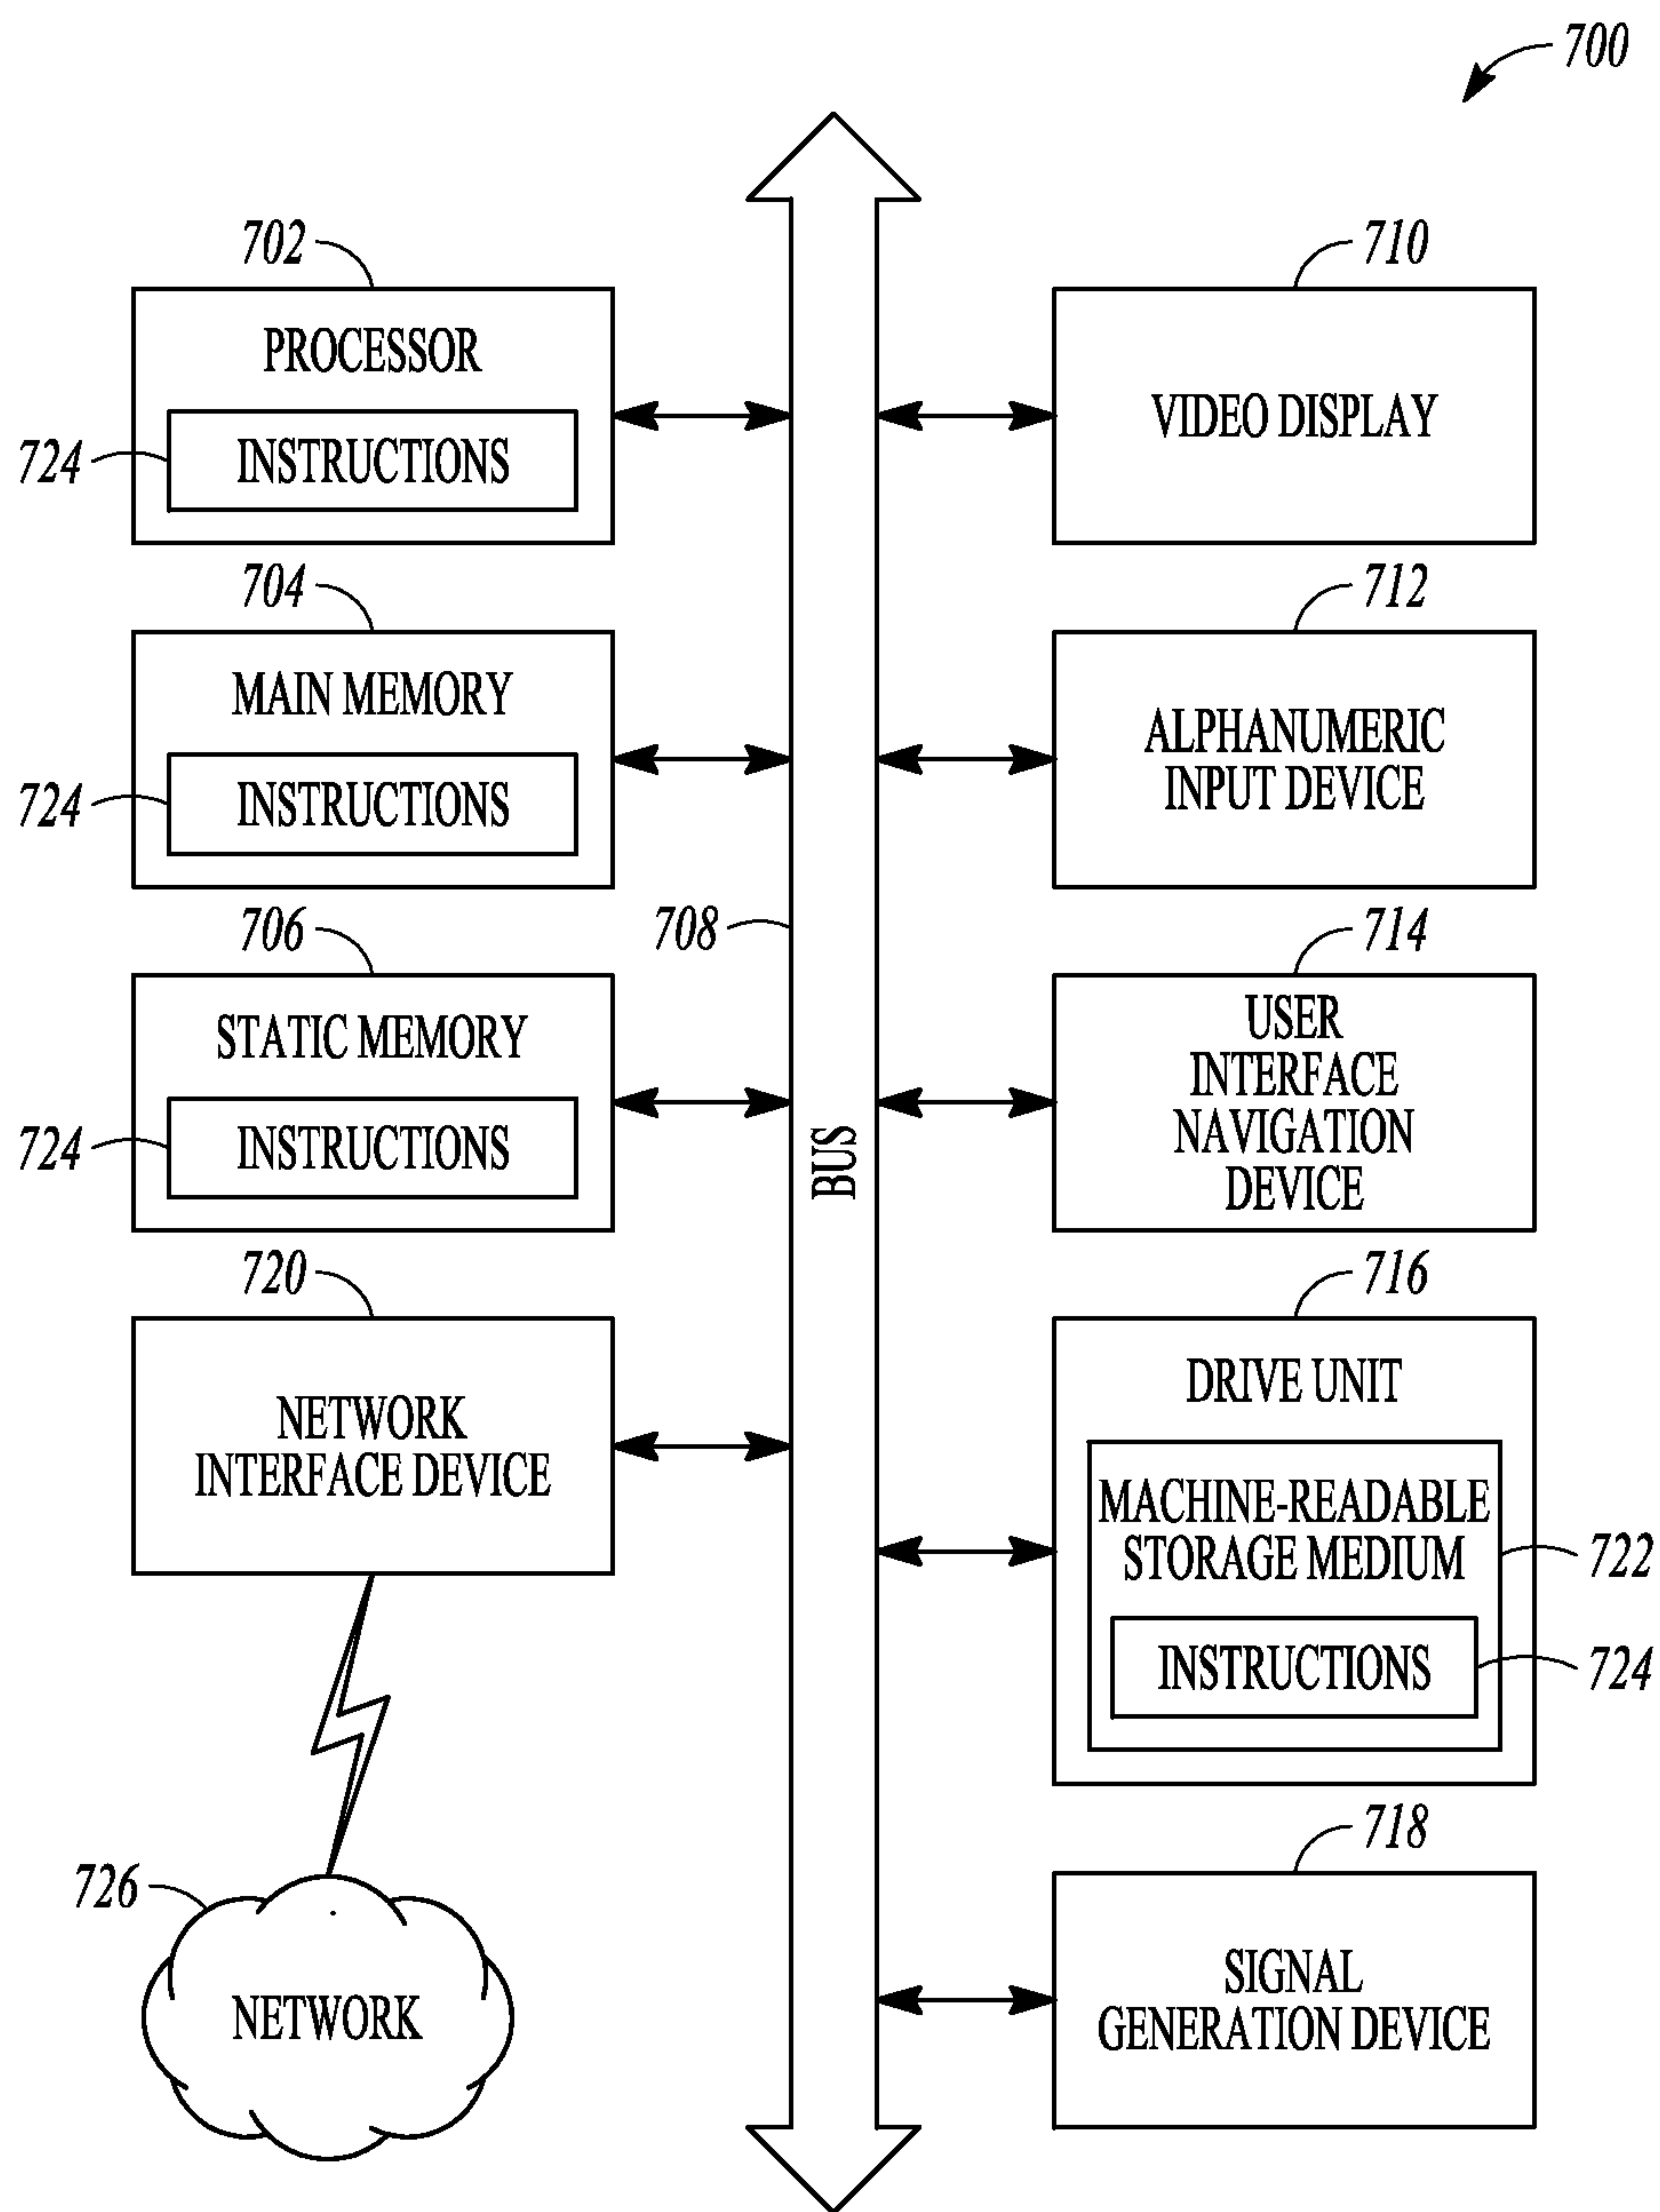 700
702
PROCESSOR
724
INSTRUCTIONS
704
MAIN MEMORY
724
INSTRUCTIONS
706
STATIC MEMORY
724
INSTRUCTIONS
720
NETWORK
INTERFACE DEVICE
726
NETWORK
708
BUS
710
VIDEO DISPLAY
712
ALPHANUMERIC
INPUT DEVICE
714
USER
INTERFACE
NAVIGATION
DEVICE
716
DRIVE UNIT
MACHINE-READABLE
STORAGE MEDIUM
722
INSTRUCTIONS
724
718
SIGNAL
GENERATION DEVICE